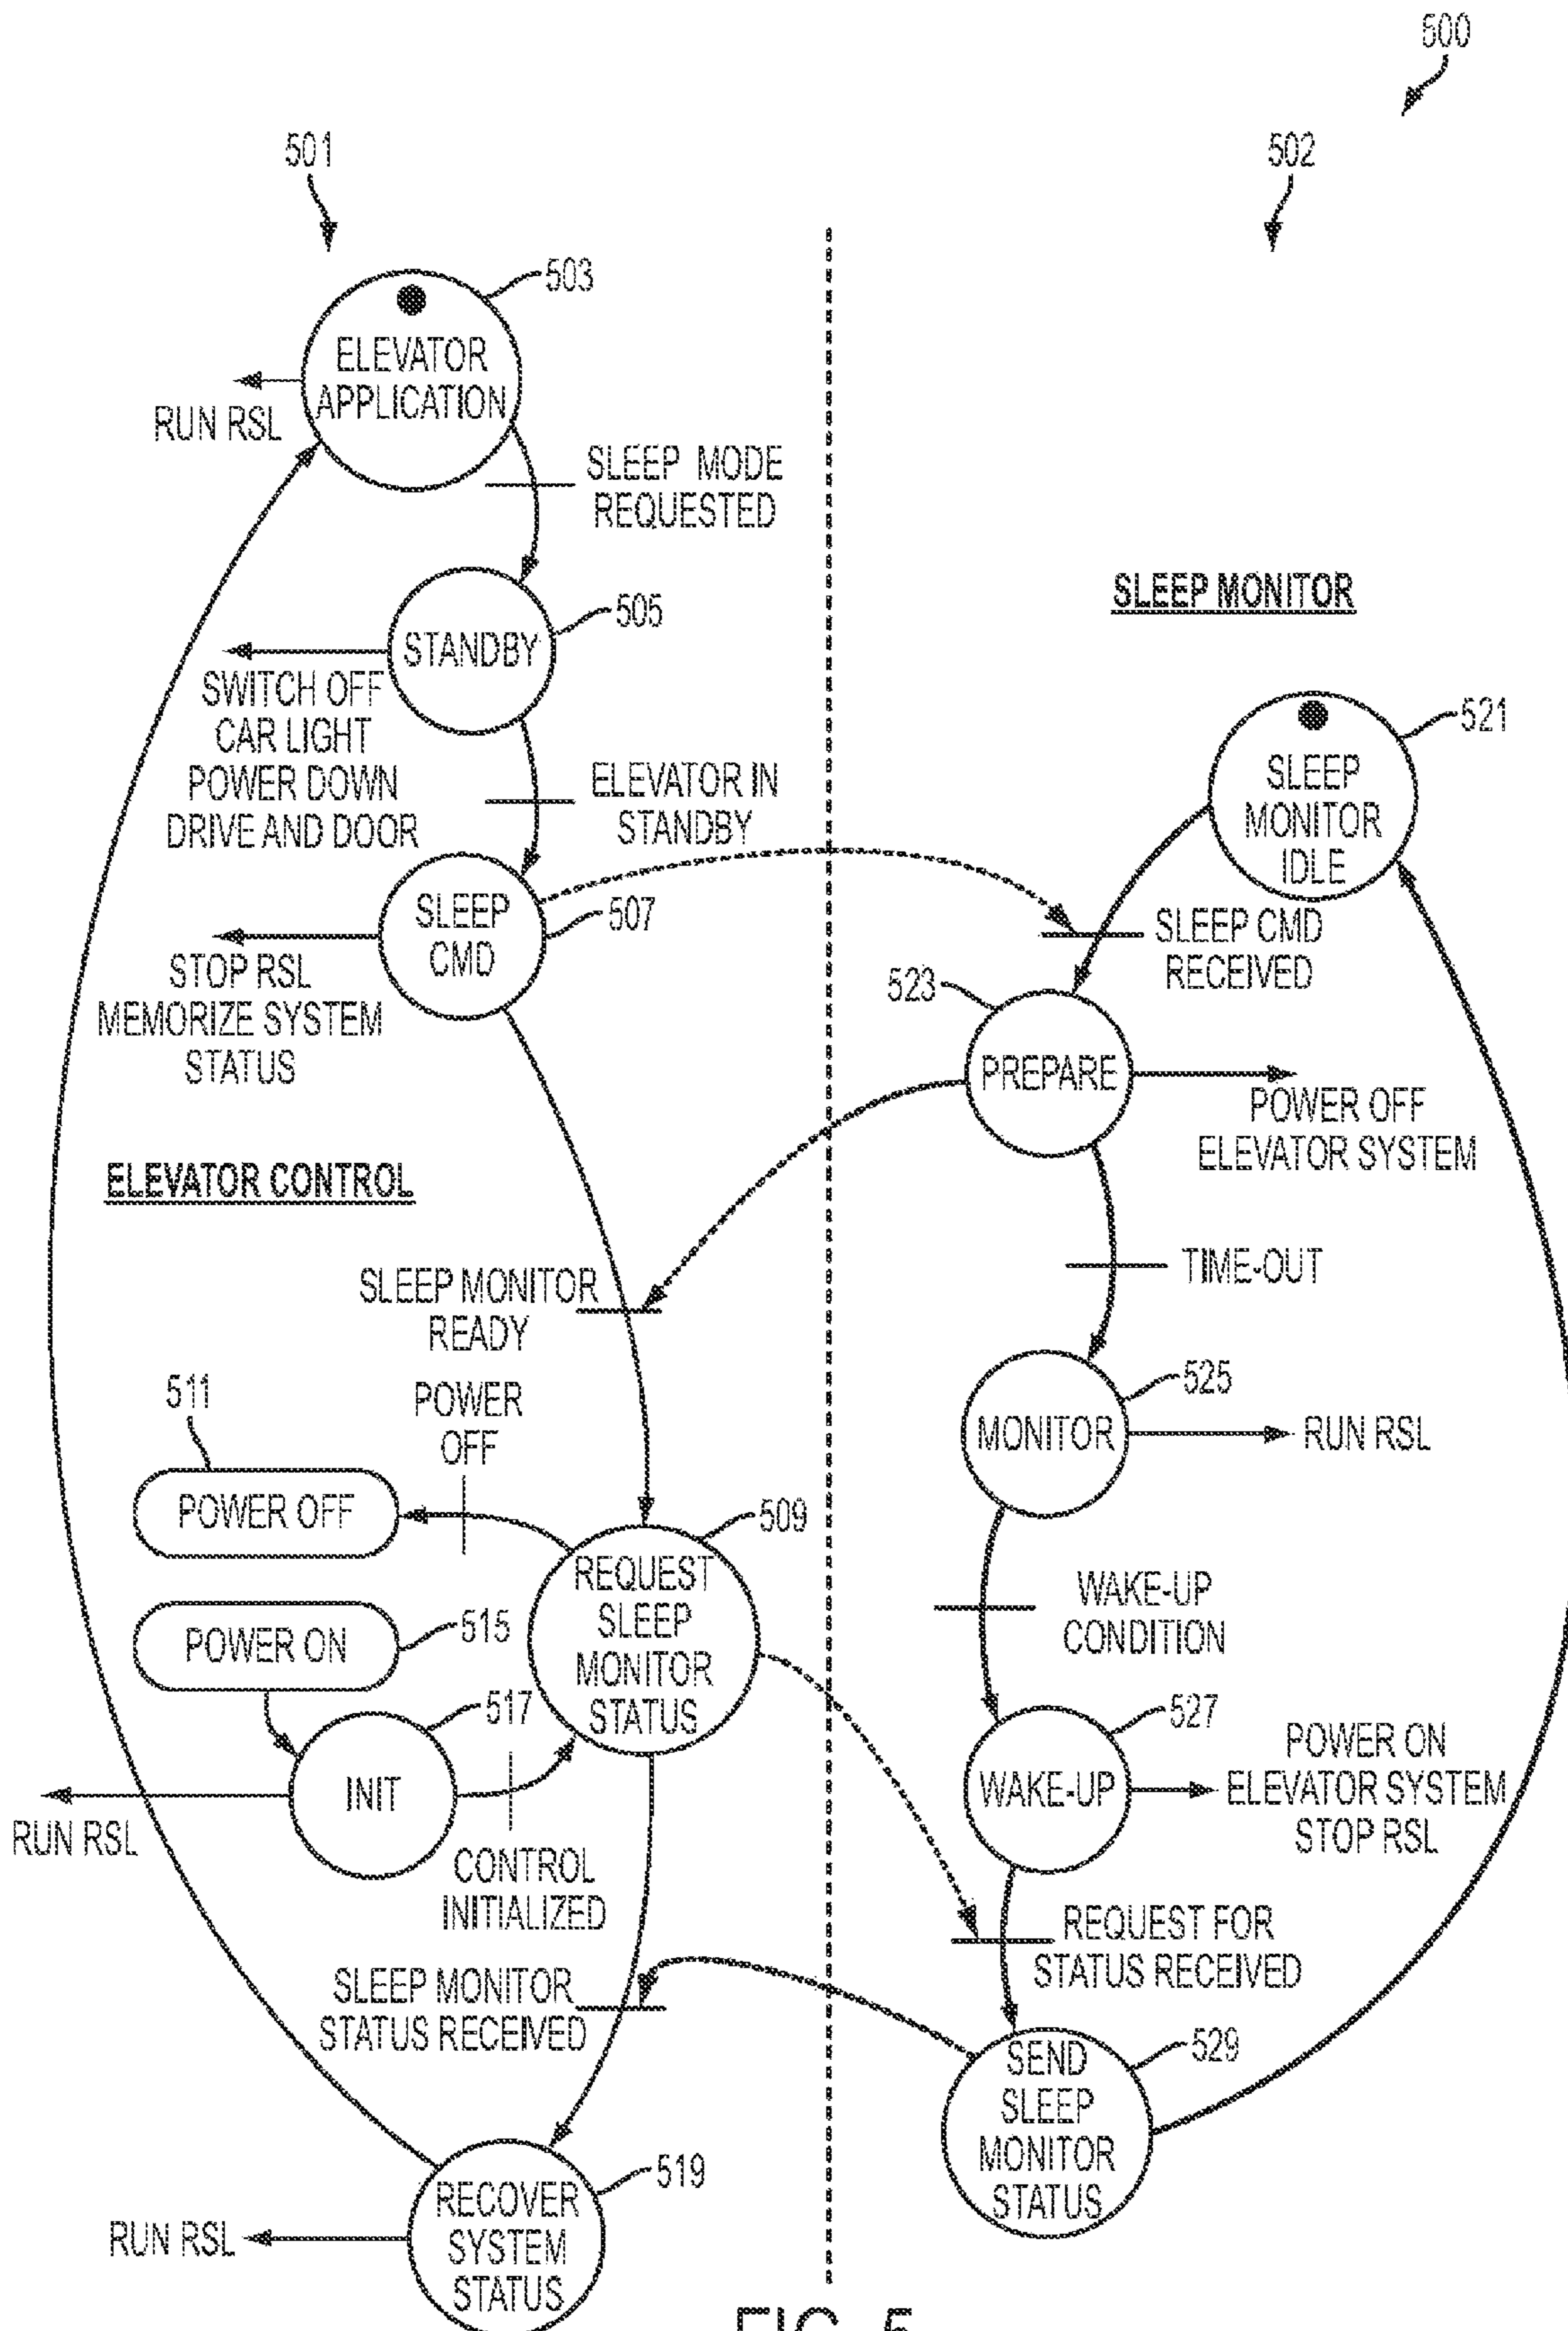 500
501
502
503
ELEVATOR
APPLICATION
RUN RSL
SLEEP MODE
REQUESTED
505
STANDBY
SWITCH OFF
CAR LIGHT
POWER DOWN
DRIVE AND DOOR
ELEVATOR IN
STANDBY
SLEEP
CMD
507
STOP RSL
MEMORIZE SYSTEM
STATUS
ELEVATOR CONTROL
SLEEP MONITOR
READY
511
POWER
OFF
POWER OFF
509
REQUEST
SLEEP
MONITOR
STATUS
POWER ON
515
517
INIT
RUN RSL
CONTROL
INITIALIZED
SLEEP MONITOR
STATUS RECEIVED
519
RECOVER
SYSTEM
STATUS
RUN RSL
SLEEP MONITOR
521
SLEEP
MONITOR
IDLE
SLEEP CMD
RECEIVED
523
PREPARE
POWER OFF
ELEVATOR SYSTEM
TIME-OUT
525
MONITOR
RUN RSL
WAKE-UP
CONDITION
527
WAKE-UP
POWER ON
ELEVATOR SYSTEM
STOP RSL
REQUEST FOR
STATUS RECEIVED
529
SEND
SLEEP
MONITOR
STATUS
FIG. 5